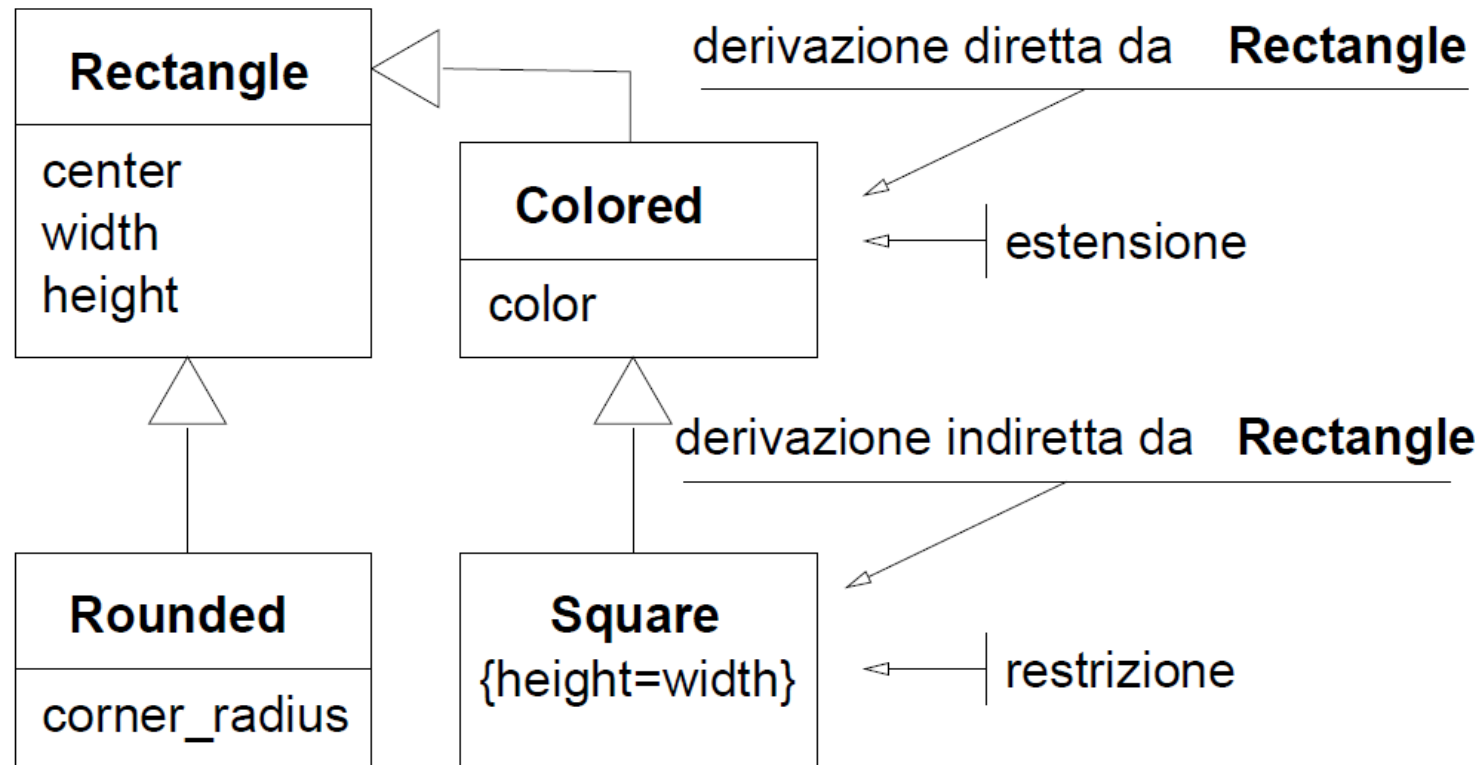 Rectangle
center
width
height
derivazione diretta da Rectangle
Colored
color
estensione
derivazione indiretta da Rectangle
Rounded
corner_radius
Square
{height=width}
restrizione